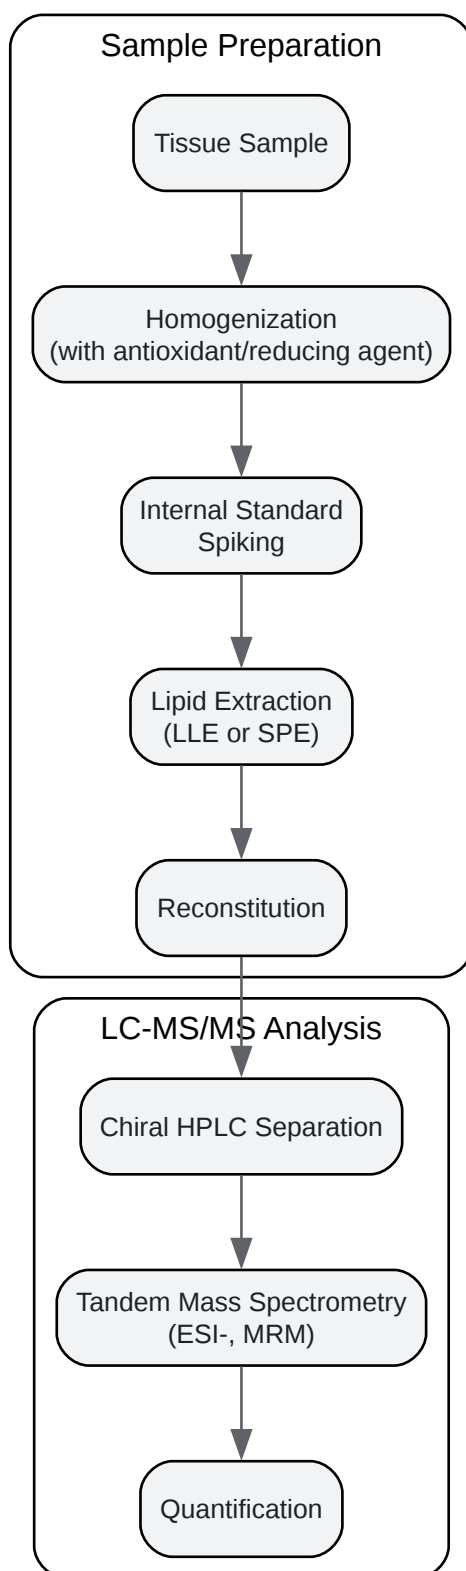 Sample Preparation
Tissue Sample
Homogenization
(with antioxidant/reducing agent)
Internal Standard
Spiking
Lipid Extraction
(LLE or SPE)
Reconstitution
LC-MS/MS Analysis
Chiral HPLC Separation
Tandem Mass Spectrometry
(ESI-, MRM)
Quantification